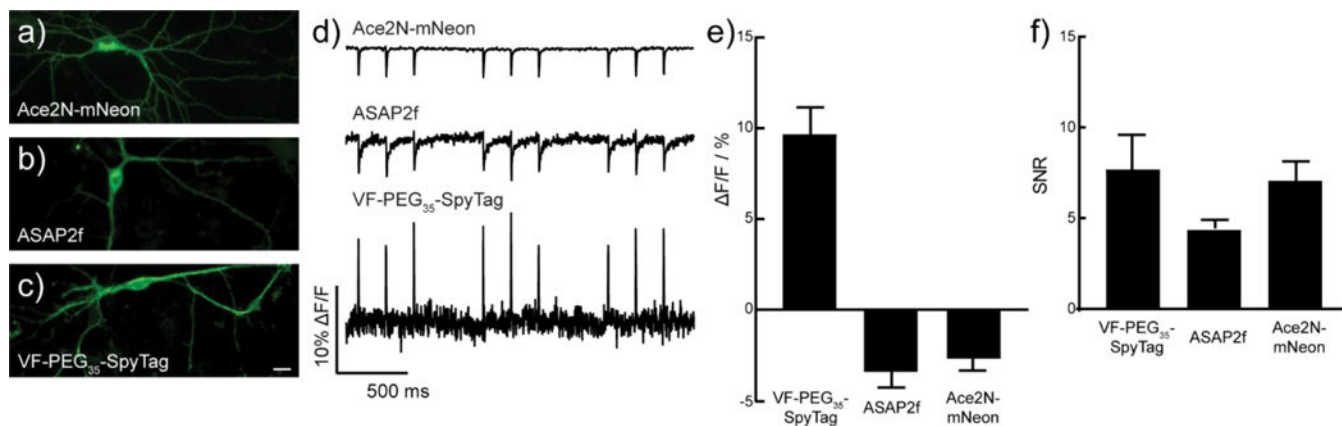 a)
Ace2N-mNeon
b)
ASAP2f
c)
VF-PEG₃₅-SpyTag
d)
Ace2N-mNeon
ASAP2f
VF-PEG₃₅-SpyTag
10% ΔF/F
500 ms
e)
ΔF/F / %
15
10
5
0
-5
VF-PEG₃₅-
SpyTag
ASAP2f
Ace2N-
mNeon
f)
SNR
15
10
5
0
VF-PEG₃₅-
SpyTag
ASAP2f
Ace2N-
mNeon